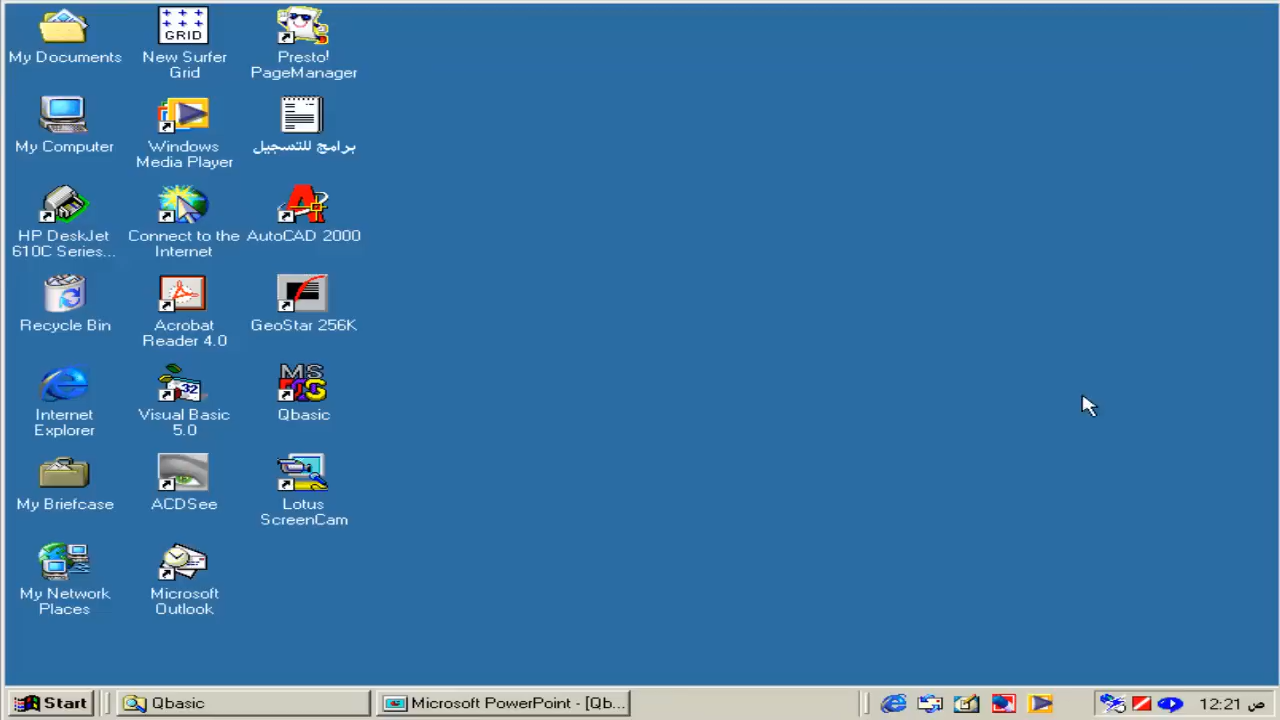 My Documents
New Surfer
Grid
GRID
Presto!
PageManager
My Computer
Windows
Media Player
برامج للتسجيل
HP DeskJet
610C Series...
Connect to the
Internet
AutoCAD 2000
Recycle Bin
Acrobat
Reader 4.0
GeoStar 256K
Internet
Explorer
32
Visual Basic
5.0
MS
Qbasic
My Briefcase
ACDSee
Lotus
ScreenCam
My Network
Places
Microsoft
Outlook
Start
Qbasic
Microsoft PowerPoint - [Qb...
12:21 ص